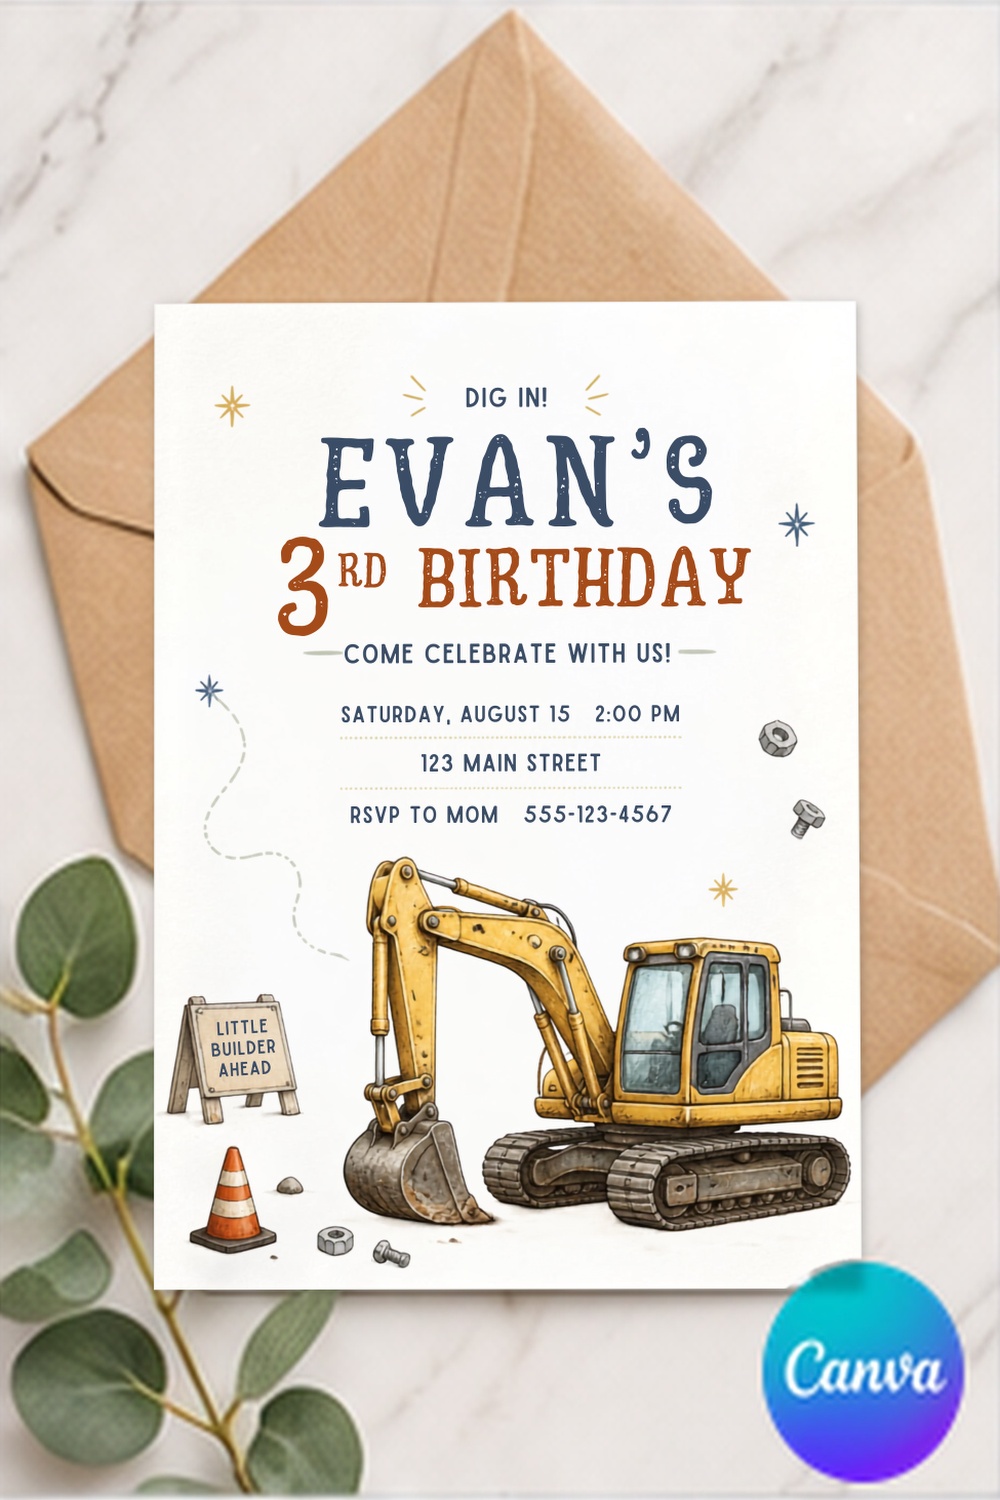 DIG IN!
EVAN'S
3RD BIRTHDAY
COME CELEBRATE WITH US!
SATURDAY, AUGUST 15 2:00 PM
123 MAIN STREET
RSVP TO MOM 555-123-4567
LITTLE
BUILDER
AHEAD
Canva